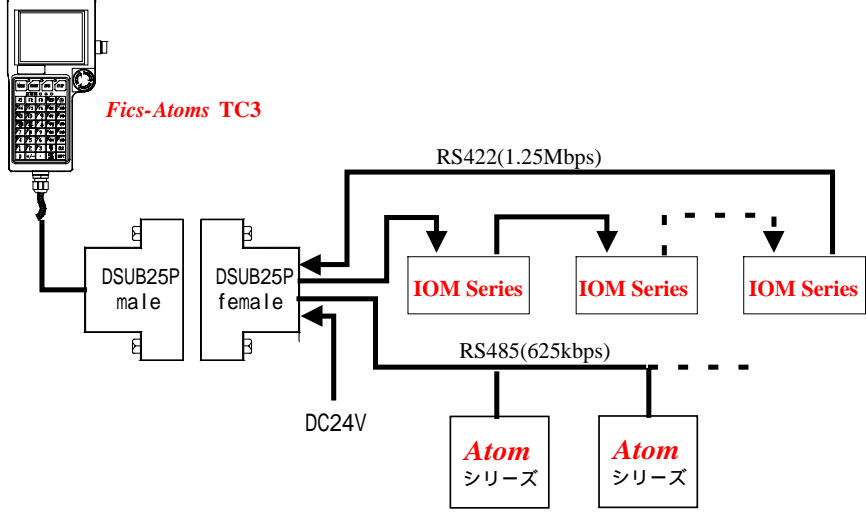 Fics-Atoms TC3
RS422(1.25Mbps)
DSUB25P
male
DSUB25P
female
IOM Series
IOM Series
IOM Series
RS485(625kbps)
DC24V
Atom
シリーズ
Atom
シリーズ